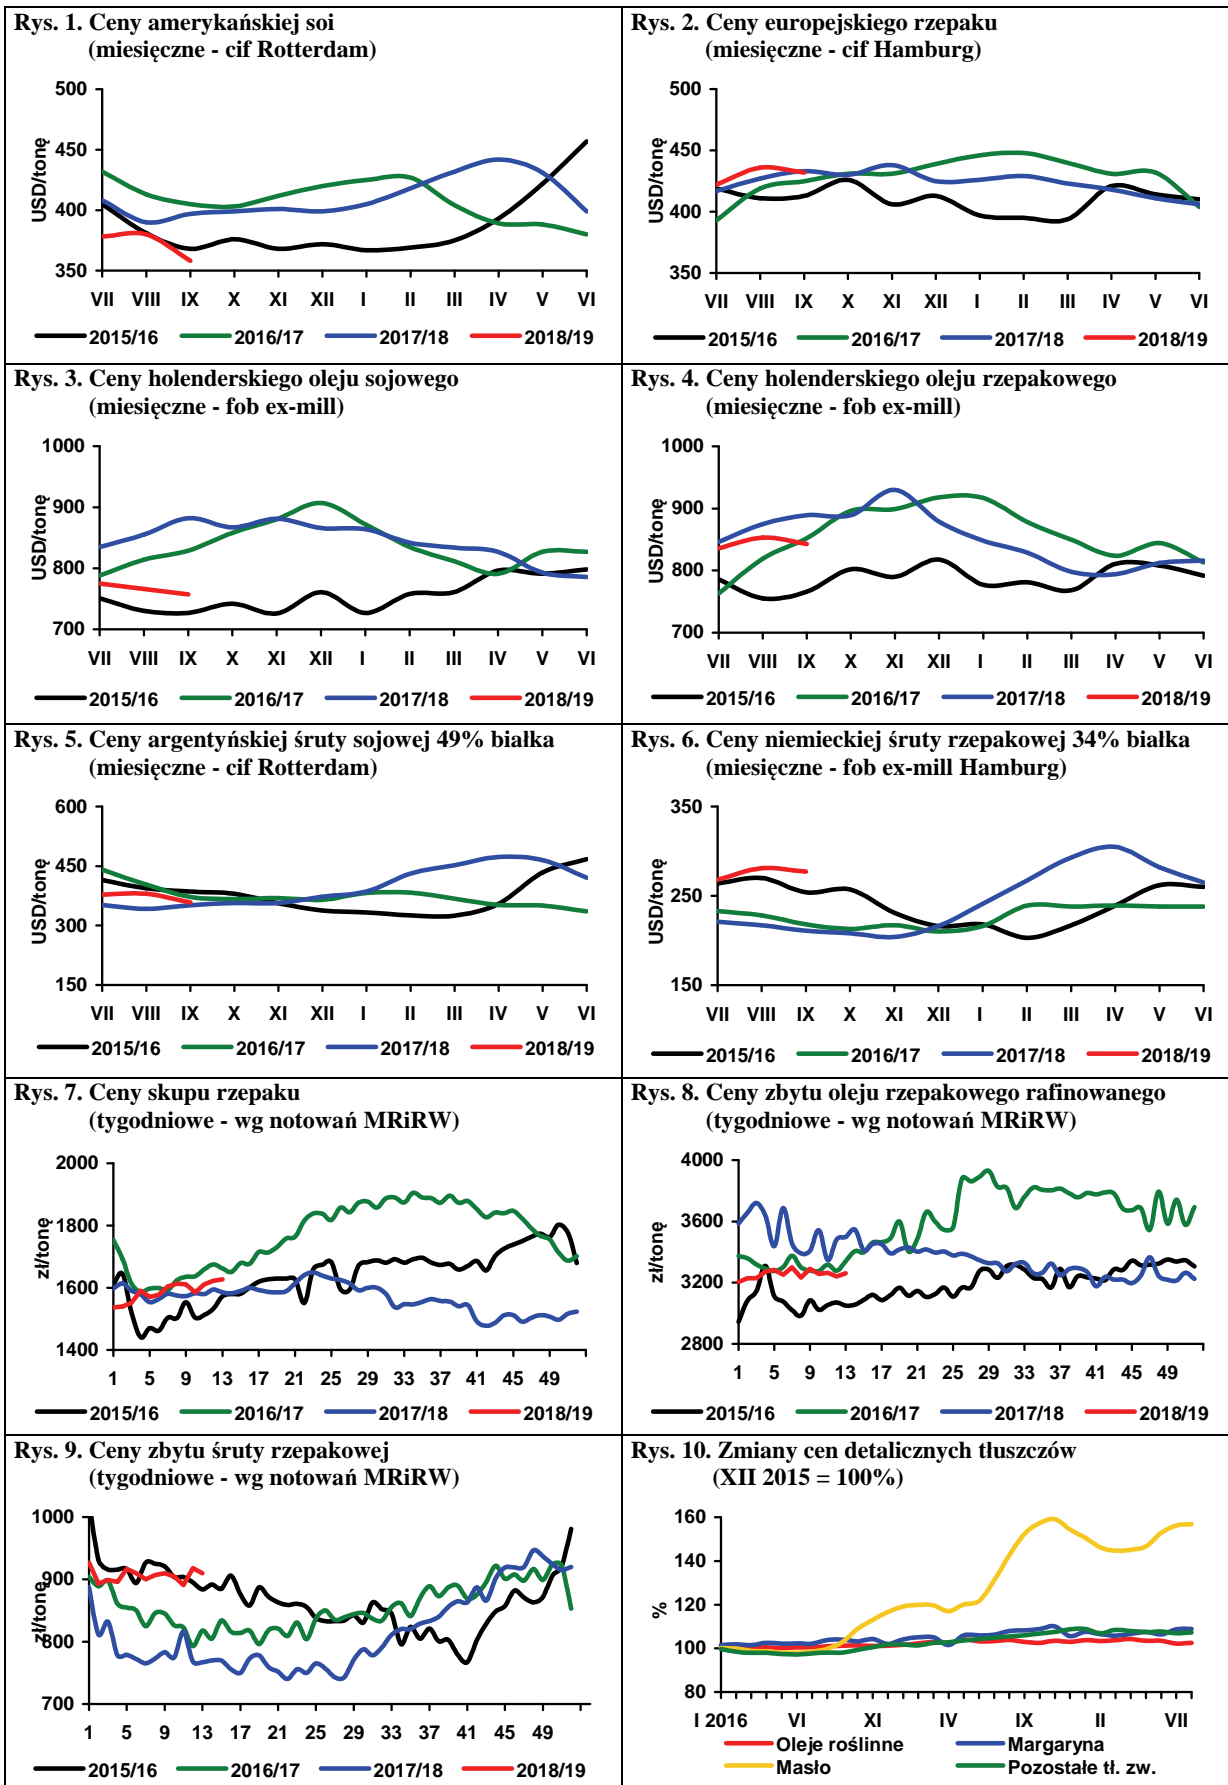 Rys. 1. Ceny amerykańskiej soi
(miesięczne - cif Rotterdam)
500
450
400
350
USD/tonę
VII VIII IX X XI XII I II III IV V VI
2015/16 2016/17 2017/18 2018/19
Rys. 2. Ceny europejskiego rzepaku
(miesięczne - cif Hamburg)
500
450
400
350
USD/tonę
VII VIII IX X XI XII I II III IV V VI
2015/16 2016/17 2017/18 2018/19
Rys. 3. Ceny holenderskiego oleju sojowego
(miesięczne - fob ex-mill)
1000
900
800
700
USD/tonę
VII VIII IX X XI XII I II III IV V VI
2015/16 2016/17 2017/18 2018/19
Rys. 4. Ceny holenderskiego oleju rzepakowego
(miesięczne - fob ex-mill)
1000
900
800
700
USD/tonę
VII VIII IX X XI XII I II III IV V VI
2015/16 2016/17 2017/18 2018/19
Rys. 5. Ceny argentyńskiej śruty sojowej 49% białka
(miesięczne - cif Rotterdam)
600
450
300
150
USD/tonę
VII VIII IX X XI XII I II III IV V VI
2015/16 2016/17 2017/18 2018/19
Rys. 6. Ceny niemieckiej śruty rzepakowej 34% białka
(miesięczne - fob ex-mill Hamburg)
350
250
150
USD/tonę
VII VIII IX X XI XII I II III IV V VI
2015/16 2016/17 2017/18 2018/19
Rys. 7. Ceny skupu rzepaku
(tygodniowe - wg notowań MRiRW)
2000
1800
1600
1400
zł/tonę
1 5 9 13 17 21 25 29 33 37 41 45 49
2015/16 2016/17 2017/18 2018/19
Rys. 8. Ceny zbytu oleju rzepakowego rafinowanego
(tygodniowe - wg notowań MRiRW)
4000
3600
3200
2800
zł/tonę
1 5 9 13 17 21 25 29 33 37 41 45 49
2015/16 2016/17 2017/18 2018/19
Rys. 9. Ceny zbytu śruty rzepakowej
(tygodniowe - wg notowań MRiRW)
1000
900
800
700
zł/tonę
1 5 9 13 17 21 25 29 33 37 41 45 49
2015/16 2016/17 2017/18 2018/19
Rys. 10. Zmiany cen detalicznych tłuszczów
(XII 2015 = 100%)
160
140
120
100
80
%
I 2016 VI XI IV IX II VII
Oleje roślinne Margaryna
Masło Pozostałe tł. zw.